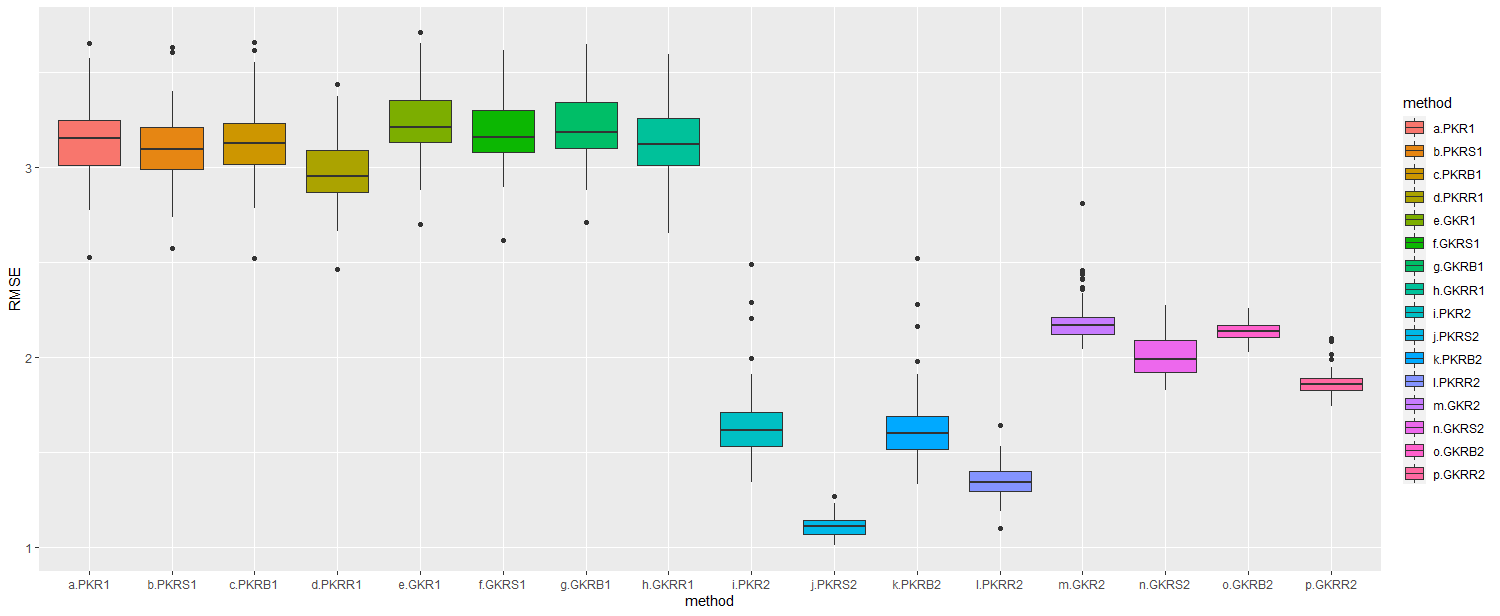 RMSE
3
2
1
a.PKR1 b.PKRS1 c.PKRB1 d.PKRR1 e.GKR1 f.GKRS1 g.GKRB1 h.GKRR1 i.PKR2 j.PKRS2 k.PKRB2 l.PKRR2 m.GKR2 n.GKRS2 o.GKRB2 p.GKRR2
method
method
a.PKR1
b.PKRS1
c.PKRB1
d.PKRR1
e.GKR1
f.GKRS1
g.GKRB1
h.GKRR1
i.PKR2
j.PKRS2
k.PKRB2
l.PKRR2
m.GKR2
n.GKRS2
o.GKRB2
p.GKRR2